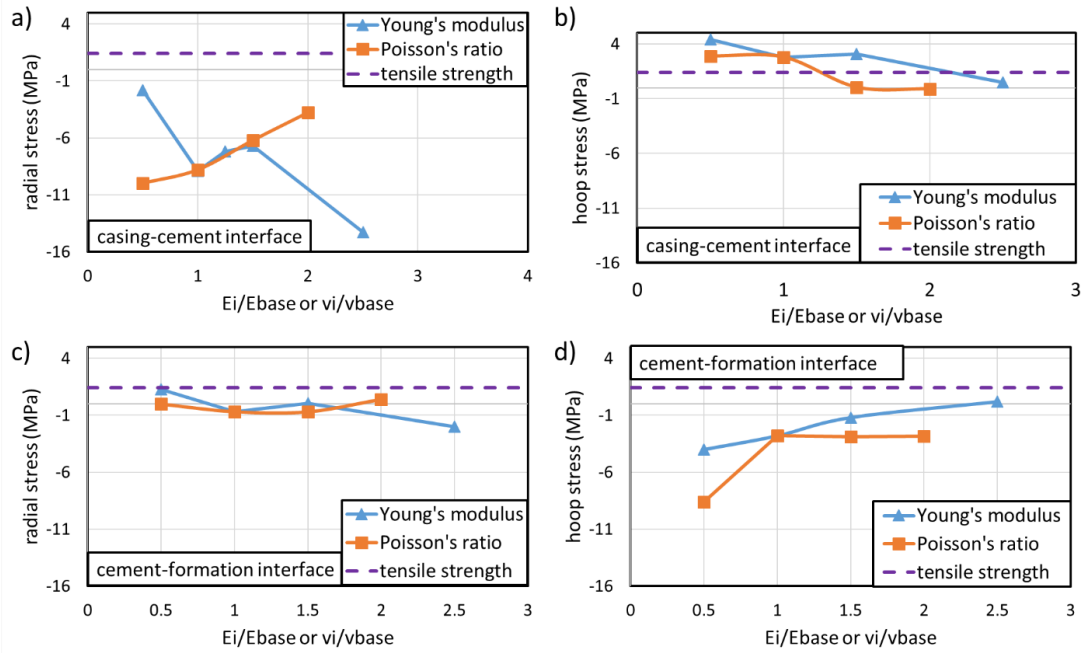 a)
radial stress (MPa)
4
-1
-6
-11
-16
Young's modulus
Poisson's ratio
tensile strength
casing-cement interface
0
1
2
3
4
Ei/Ebase or vi/vbase
b)
hoop stress (MPa)
4
-1
-6
-11
-16
Young's modulus
Poisson's ratio
tensile strength
casing-cement interface
0
1
2
3
Ei/Ebase or vi/vbase
c)
radial stress (MPa)
4
-1
-6
-11
-16
Young's modulus
Poisson's ratio
tensile strength
cement-formation interface
0
0.5
1
1.5
2
2.5
3
Ei/Ebase or vi/vbase
d)
hoop stress (MPa)
cement-formation interface
4
-1
-6
-11
-16
Young's modulus
Poisson's ratio
tensile strength
0
0.5
1
1.5
2
2.5
3
Ei/Ebase or vi/vbase